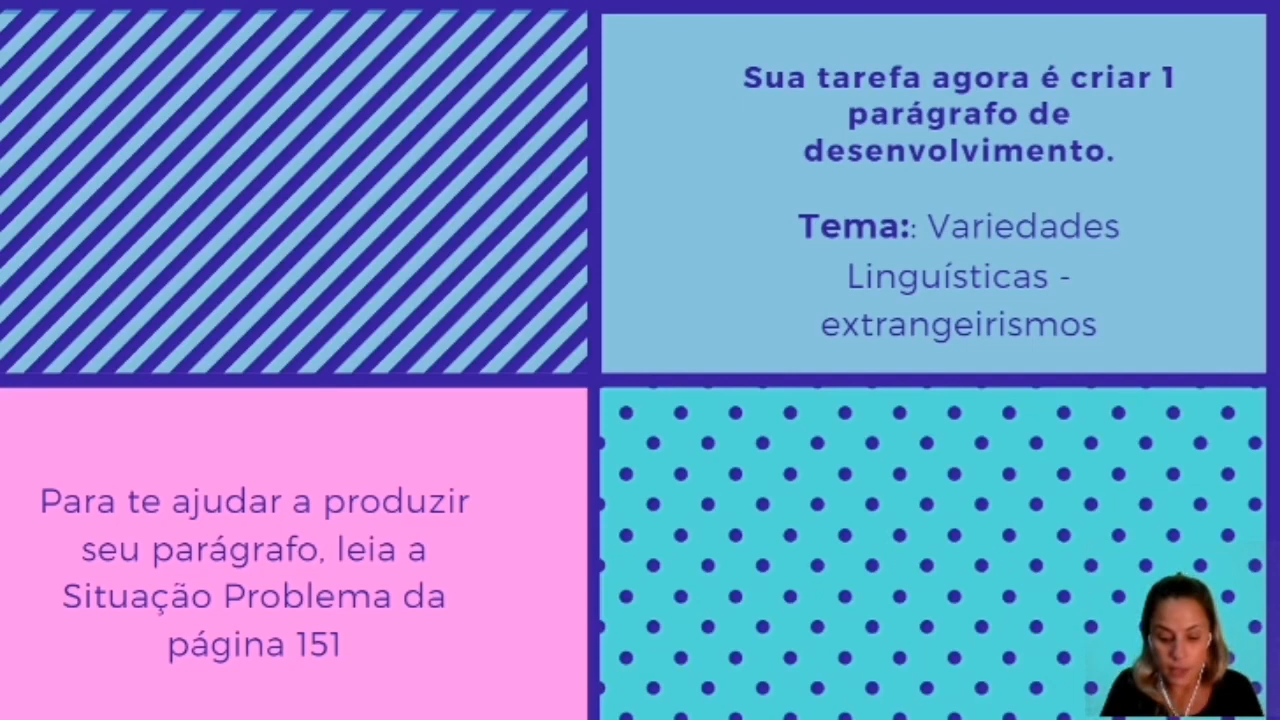 Sua tarefa agora é criar 1
parágrafo de
desenvolvimento.
Tema:: Variedades
Linguísticas -
extrangeirismos
Para te ajudar a produzir
seu parágrafo, leia a
Situação Problema da
página 151